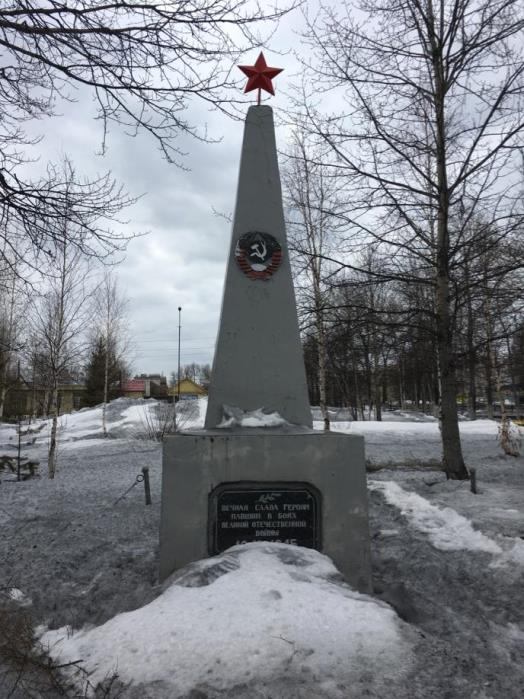 ВЕЧНАЯ СЛАВА ГЕРОЯМ
ПАВШИМ В БОЯХ
ВЕЛИКОЙ ОТЕЧЕСТВЕННОЙ
ВОЙНЫ